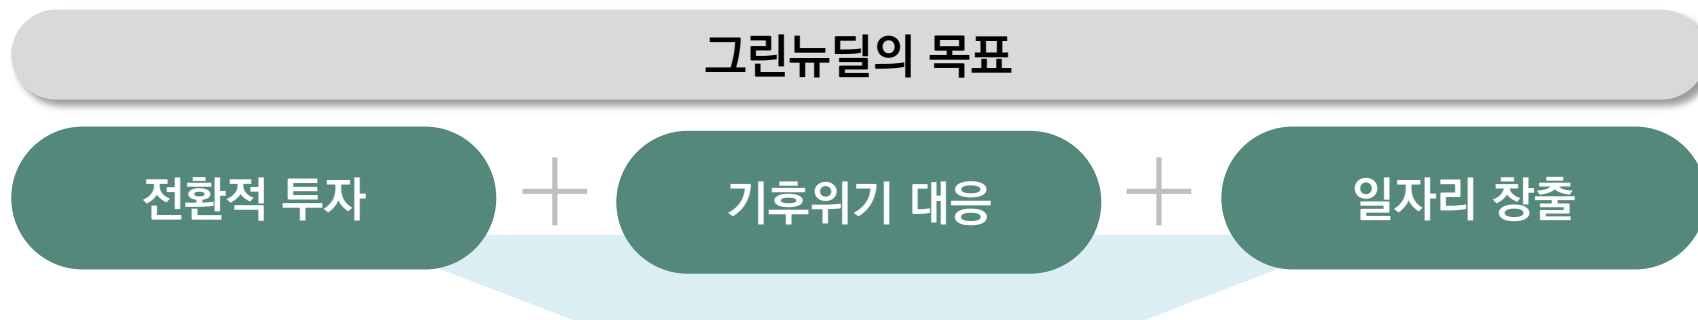 그린뉴딜의 목표
전환적 투자 + 기후위기 대응 + 일자리 창출